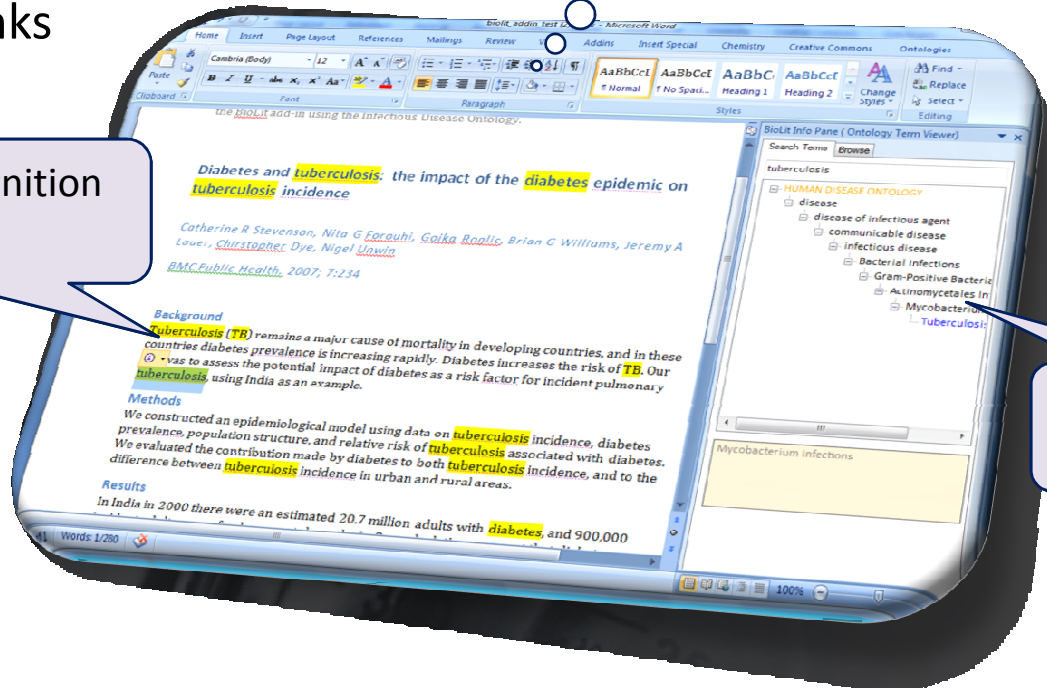 nks
nition
biolit_addin_test - Microsoft Word
Home Insert Page Layout References Mailings Review Addins Insert Special Chemistry Creative Commons Ontologies
Cambria (Body) 12
Paste
Clipboard Font Paragraph Styles Editing
AaBbCcI AaBbCcI AaBbC AaBbCcI
¶ Normal ¶ No Spaci... Heading 1 Heading 2 Change Styles
Find
Replace
Select
the BioLit add-in using the Infectious Disease Ontology.
Diabetes and tuberculosis: the impact of the diabetes epidemic on
tuberculosis incidence
Catherine R Stevenson, Nita G Forouhi, Gojka Roglic, Brian G Williams, Jeremy A
Lauer, Christopher Dye, Nigel Unwin
BMC Public Health, 2007; 7:234
Background
Tuberculosis (TB) remains a major cause of mortality in developing countries, and in these
countries diabetes prevalence is increasing rapidly. Diabetes increases the risk of TB. Our
was to assess the potential impact of diabetes as a risk factor for incident pulmonary
tuberculosis, using India as an example.
Methods
We constructed an epidemiological model using data on tuberculosis incidence, diabetes
prevalence, population structure, and relative risk of tuberculosis associated with diabetes.
We evaluated the contribution made by diabetes to both tuberculosis incidence, and to the
difference between tuberculosis incidence in urban and rural areas.
Results
In India in 2000 there were an estimated 20.7 million adults with diabetes, and 900,000
Words: 1/280
100%
BioLit Info Pane ( Ontology Term Viewer)
Search Terms Browse
tuberculosis
HUMAN DISEASE ONTOLOGY
disease
disease of infectious agent
communicable disease
infectious disease
Bacterial Infections
Gram-Positive Bacteria
Actinomycetales In
Mycobacterium
Tuberculosi
Mycobacterium Infections